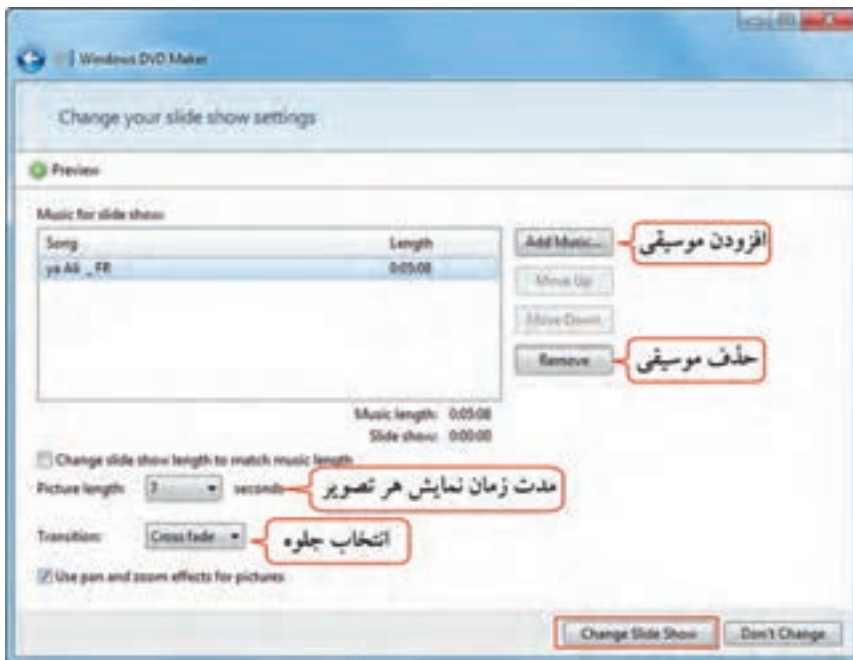 Windows DVD Maker
Change your slide show settings
Preview
Music for slide show:
Song Length
ya Ali _FR 0:05:08
Add Music...
افزودن موسیقی
Move Up
Move Down
Remove
حذف موسیقی
Music length: 0:05:08
Slide show: 0:00:00
Change slide show length to match music length
Picture length: 7 seconds
مدت زمان نمایش هر تصویر
Transition: Cross fade
انتخاب جلوه
Use pan and zoom effects for pictures
Change Slide Show Don't Change